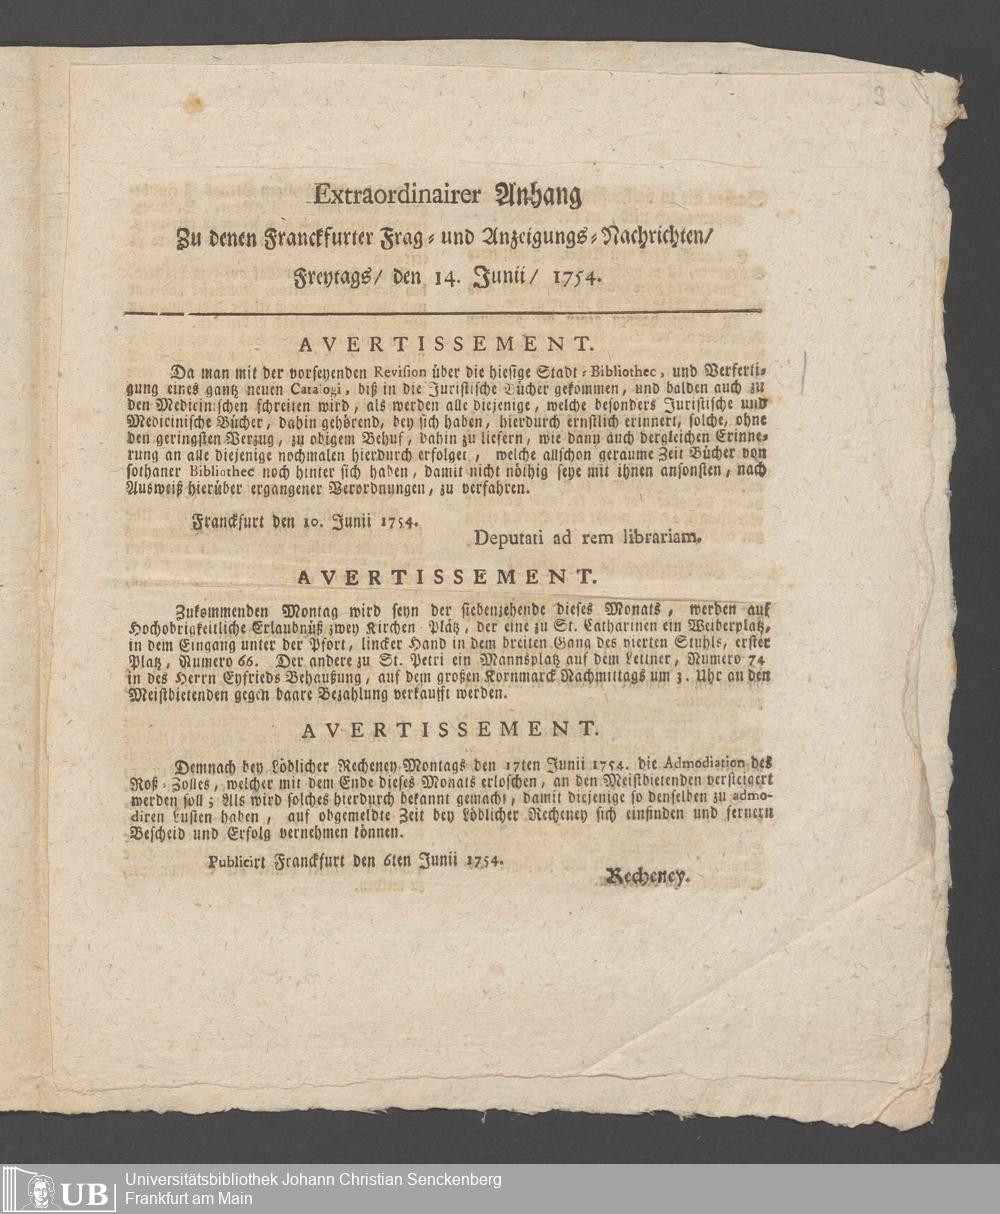 9
Extraordinairer Anhang
Zu denen Franckfurter Frag- und Anzeigungs-Nachrichten/
Freytags/ den 14. Junii/ 1754.
AVERTISSEMENT.
Da man mit der vorseyenden Revision über die hiesige Stadt-Bibliothec, und Verferti-
gung eines gantz neuen Catalogi, biß in die Juristische Bücher gekommen, und balden auch zu
den Medicinischen schreiten wird, als werden alle diejenige, welche besonders Juristische und
Medicinische Bücher, dahin gehörend, bey sich haben, hierdurch ernstlich erinnert, solche, ohne
den geringsten Verzug, zu obigem Behuf, dahin zu liefern, wie dann auch dergleichen Erinne-
rung an alle diejenige nochmalen hierdurch erfolget, welche allschon geraume Zeit Bücher von
sothaner Bibliothec noch hinter sich haben, damit nicht nöthig seye mit ihnen ansonsten, nach
Ausweiß hierüber ergangener Verordnungen, zu verfahren.
Franckfurt den 10. Junii 1754.
Deputati ad rem librariam.
AVERTISSEMENT.
Zukommenden Montag wird seyn der siebenzehende dieses Monats, werden auf
Hochobrigkeitliche Erlaubnüß zwey Kirchen-Plätz, der eine zu St. Catharinen ein Weiberplatz,
in dem Eingang unter der Pfort, lincker Hand in dem breiten Gang des vierten Stuhls, erster
Platz, Numero 66. Der andere zu St. Petri ein Mannsplatz auf dem Lettner, Numero 74
in des Herrn Eyfrieds Behaußung, auf dem großen Kornmarck Nachmittags um 3. Uhr an den
Meistbietenden gegen baare Bezahlung verkaufft werden.
AVERTISSEMENT.
Demnach bey Löblicher Recheney Montags den 17ten Junii 1754. die Admodiation des
Roß-Zolles, welcher mit dem Ende dieses Monats erloschen, an den Meistbietenden versteigert
werden soll; Als wird solches hierdurch bekannt gemacht, damit diejenige so denselben zu admo-
diren Lusten haben, auf obgemeldte Zeit bey Löblicher Recheney sich einfinden und fernern
Bescheid und Erfolg vernehmen können.
Publicirt Franckfurt den 6ten Junii 1754.
Recheney.
UB
Universitätsbibliothek Johann Christian Senckenberg
Frankfurt am Main